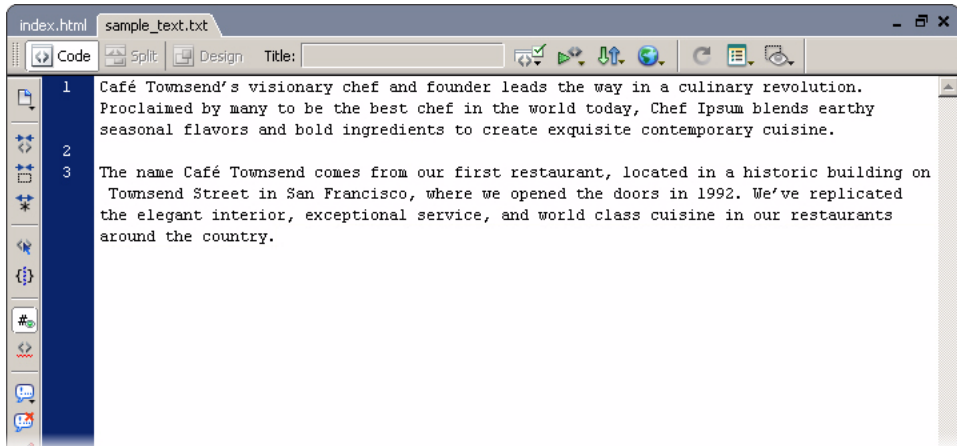 index.html sample_text.txt
Code Split Design Title:
1 Café Townsend's visionary chef and founder leads the way in a culinary revolution.
Proclaimed by many to be the best chef in the world today, Chef Ipsum blends earthy
seasonal flavors and bold ingredients to create exquisite contemporary cuisine.
2
3 The name Café Townsend comes from our first restaurant, located in a historic building on
Townsend Street in San Francisco, where we opened the doors in 1992. We've replicated
the elegant interior, exceptional service, and world class cuisine in our restaurants
around the country.